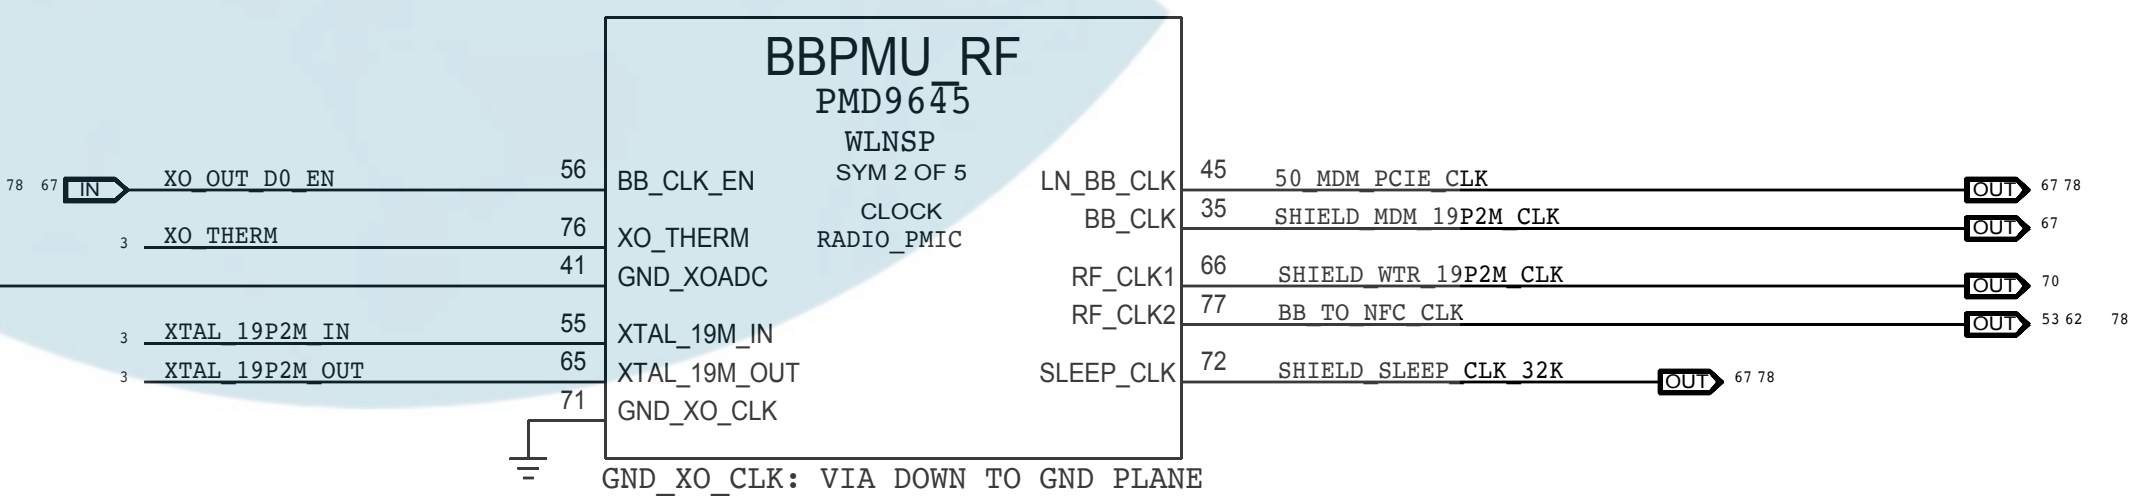 BBPMU_RF
PMD9645
WLNSP
SYM 2 OF 5
CLOCK
RADIO_PMIC
78 67 IN XO_OUT_D0_EN 56 BB_CLK_EN
3 XO_THERM 76 XO_THERM
41 GND_XOADC
3 XTAL_19P2M_IN 55 XTAL_19M_IN
3 XTAL_19P2M_OUT 65 XTAL_19M_OUT
71 GND_XO_CLK
LN_BB_CLK 45 50_MDM_PCIE_CLK OUT 67 78
BB_CLK 35 SHIELD_MDM_19P2M_CLK OUT 67
RF_CLK1 66 SHIELD_WTR_19P2M_CLK OUT 70
RF_CLK2 77 BB_TO_NFC_CLK OUT 53 62 78
SLEEP_CLK 72 SHIELD_SLEEP_CLK_32K OUT 67 78
GND_XO_CLK: VIA DOWN TO GND PLANE